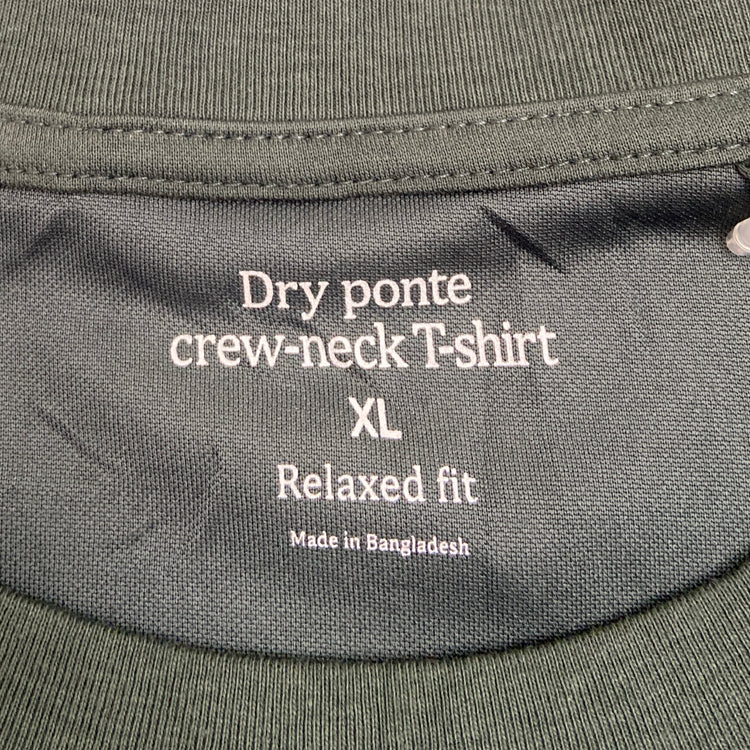 Dry ponte
crew-neck T-shirt
XL
Relaxed fit
Made in Bangladesh